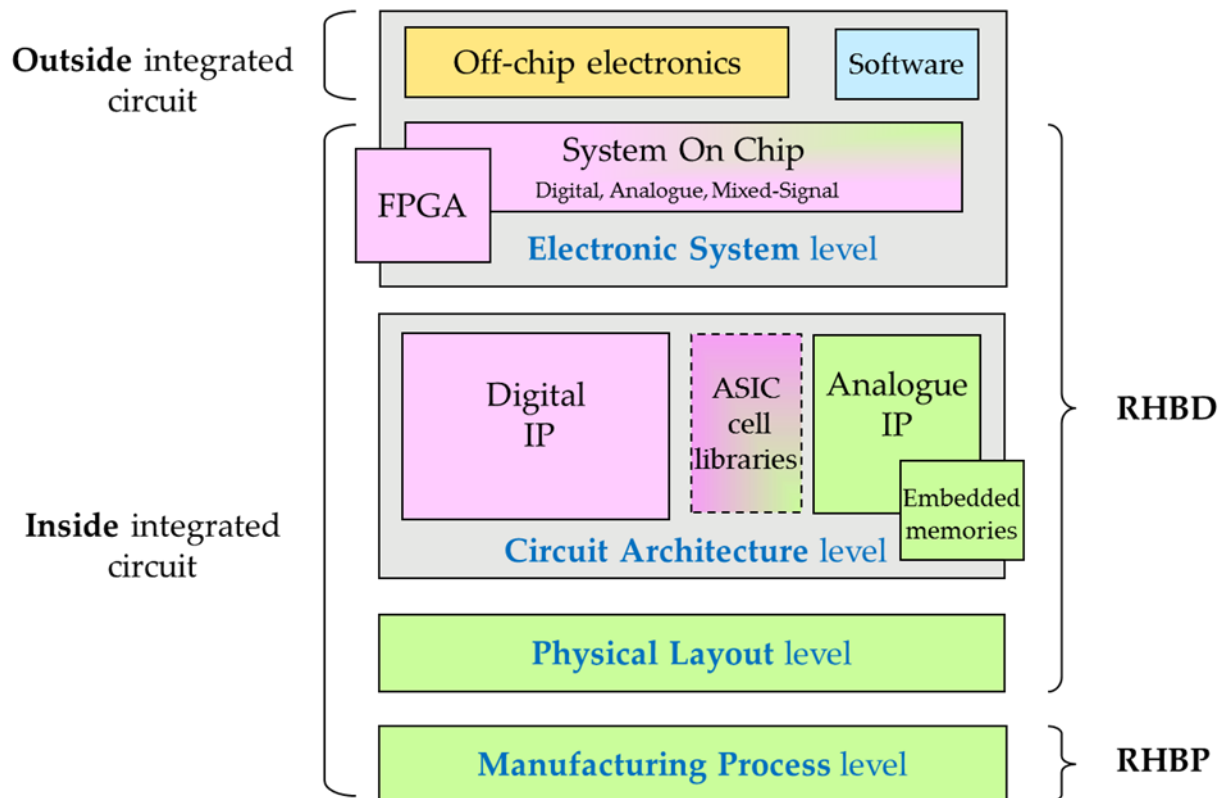 Outside integrated
circuit
Off-chip electronics
Software
System On Chip
Digital, Analogue, Mixed-Signal
FPGA
Electronic System level
Digital
IP
ASIC
cell
libraries
Analogue
IP
Embedded
memories
Circuit Architecture level
RHBD
Inside integrated
circuit
Physical Layout level
Manufacturing Process level
RHBP